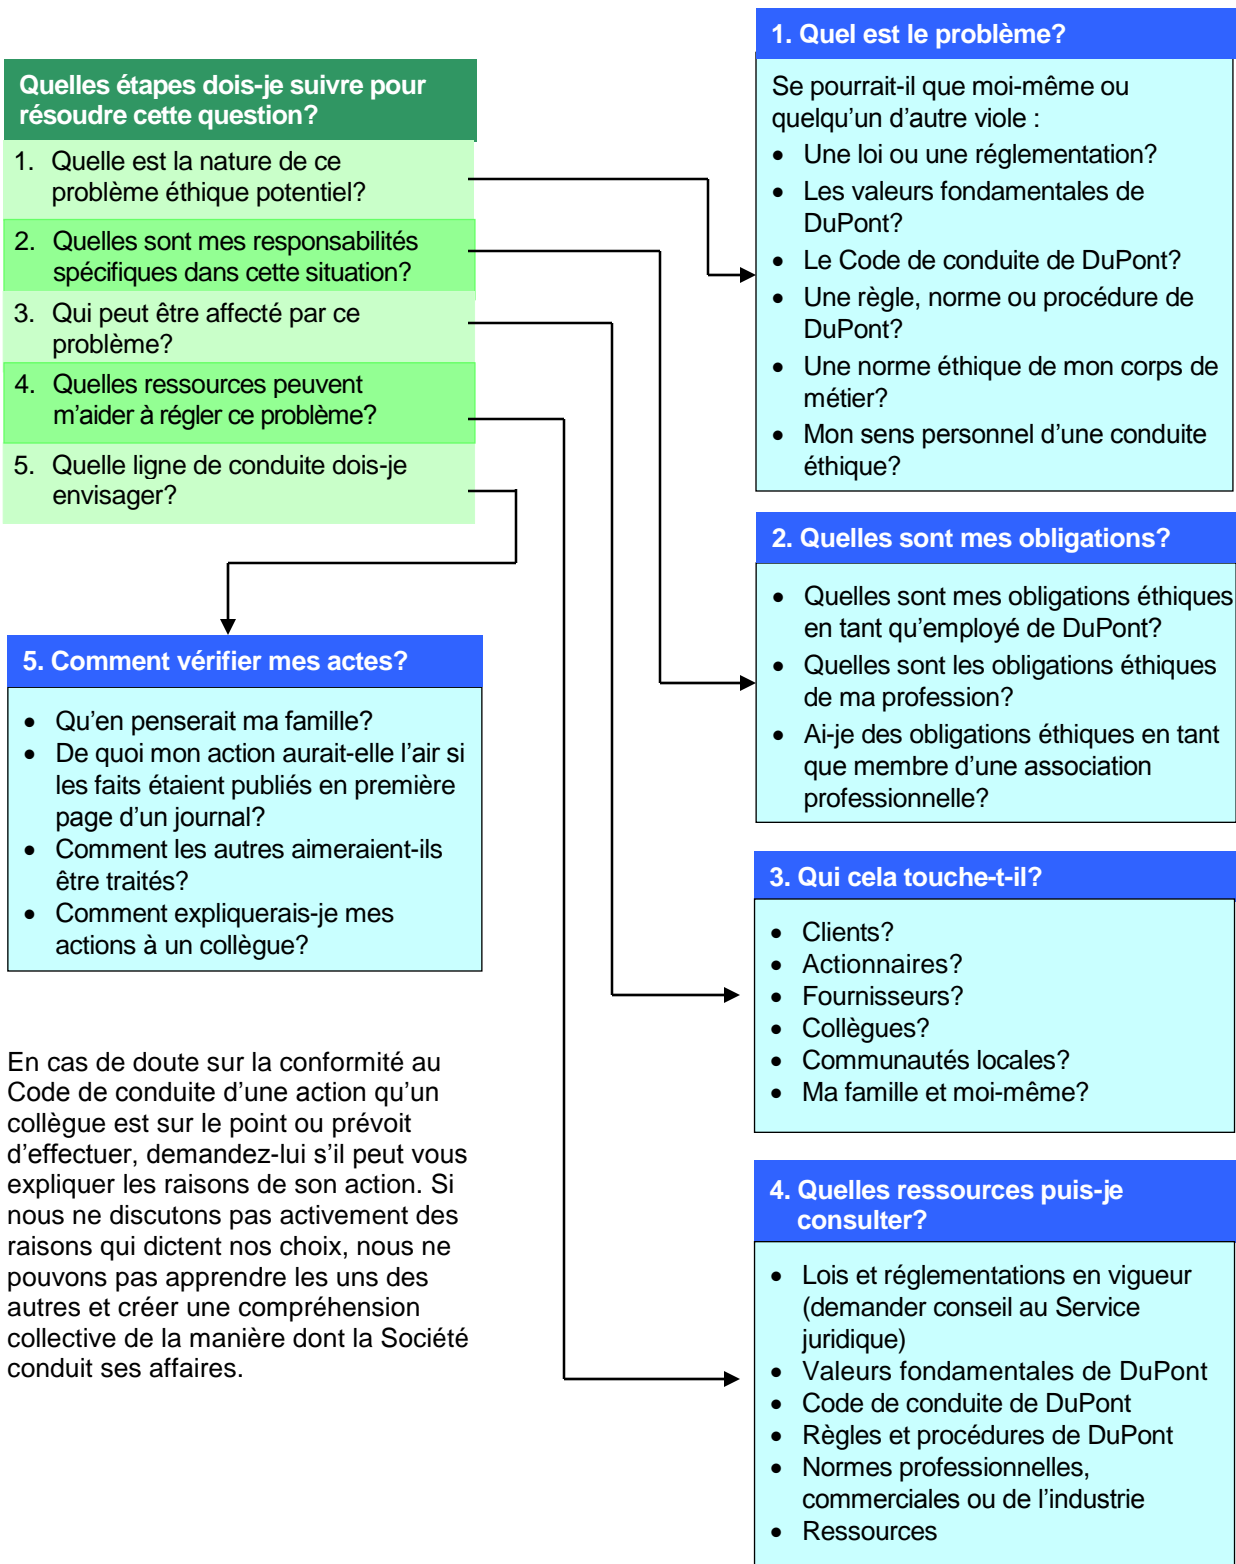 Quelles étapes dois-je suivre pour
résoudre cette question?
1. Quelle est la nature de ce
problème éthique potentiel?
2. Quelles sont mes responsabilités
spécifiques dans cette situation?
3. Qui peut être affecté par ce
problème?
4. Quelles ressources peuvent
m'aider à régler ce problème?
5. Quelle ligne de conduite dois-je
envisager?
1. Quel est le problème?
Se pourrait-il que moi-même ou
quelqu'un d'autre viole :
• Une loi ou une réglementation?
• Les valeurs fondamentales de
DuPont?
• Le Code de conduite de DuPont?
• Une règle, norme ou procédure de
DuPont?
• Une norme éthique de mon corps de
métier?
• Mon sens personnel d'une conduite
éthique?
2. Quelles sont mes obligations?
• Quelles sont mes obligations éthiques
en tant qu'employé de DuPont?
• Quelles sont les obligations éthiques
de ma profession?
• Ai-je des obligations éthiques en tant
que membre d'une association
professionnelle?
3. Qui cela touche-t-il?
• Clients?
• Actionnaires?
• Fournisseurs?
• Collègues?
• Communautés locales?
• Ma famille et moi-même?
4. Quelles ressources puis-je
consulter?
• Lois et réglementations en vigueur
(demander conseil au Service
juridique)
• Valeurs fondamentales de DuPont
• Code de conduite de DuPont
• Règles et procédures de DuPont
• Normes professionnelles,
commerciales ou de l'industrie
• Ressources
5. Comment vérifier mes actes?
• Qu'en penserait ma famille?
• De quoi mon action aurait-elle l'air si
les faits étaient publiés en première
page d'un journal?
• Comment les autres aimeraient-ils
être traités?
• Comment expliquerais-je mes
actions à un collègue?
En cas de doute sur la conformité au
Code de conduite d'une action qu'un
collègue est sur le point ou prévoit
d'effectuer, demandez-lui s'il peut vous
expliquer les raisons de son action. Si
nous ne discutons pas activement des
raisons qui dictent nos choix, nous ne
pouvons pas apprendre les uns des
autres et créer une compréhension
collective de la manière dont la Société
conduit ses affaires.